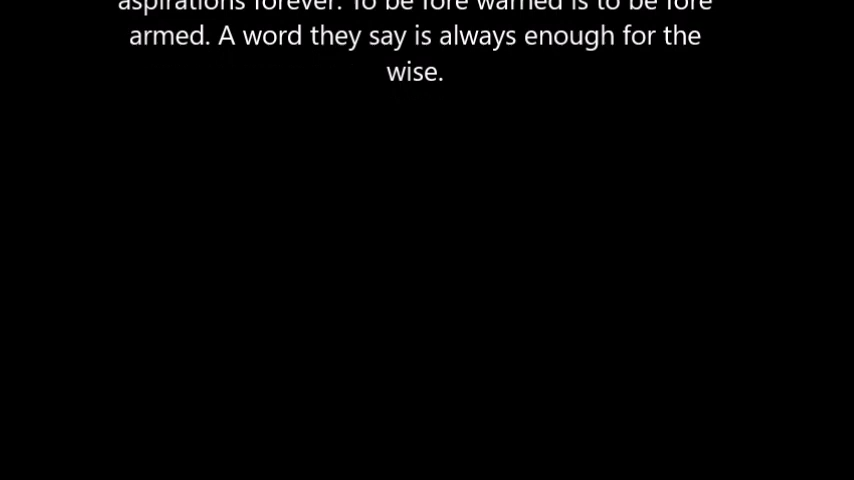 aspirations forever. To be fore warned is to be fore
armed. A word they say is always enough for the
wise.